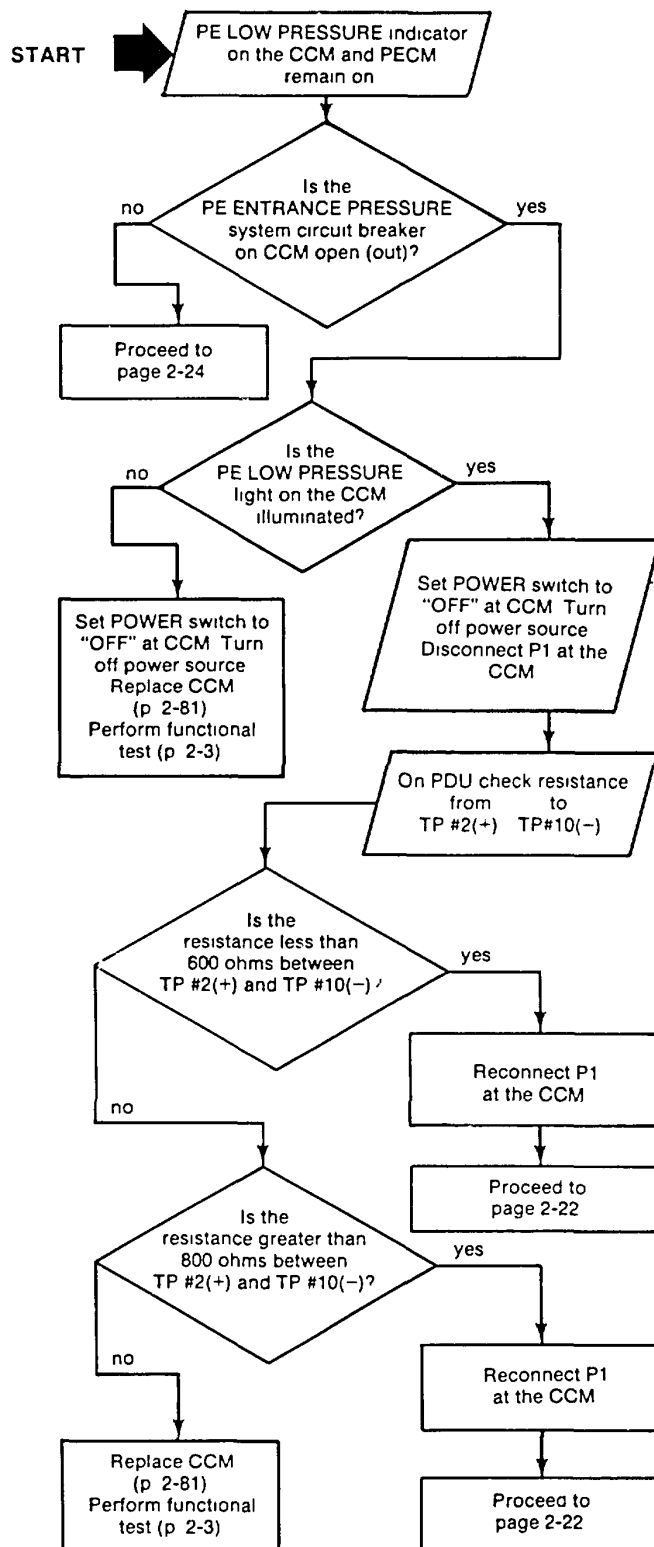 START
PE LOW PRESSURE indicator
on the CCM and PECM
remain on
Is the
PE ENTRANCE PRESSURE
system circuit breaker
on CCM open (out)?
no
yes
Proceed to
page 2-24
Is the
PE LOW PRESSURE
light on the CCM
illuminated?
no
yes
Set POWER switch to
"OFF" at CCM Turn
off power source
Replace CCM
(p 2-81)
Perform functional
test (p 2-3)
Set POWER switch to
"OFF" at CCM Turn
off power source
Disconnect P1 at the
CCM
On PDU check resistance
from to
TP #2(+) TP#10(−)
Is the
resistance less than
600 ohms between
TP #2(+) and TP #10(−)
yes
no
Reconnect P1
at the CCM
Proceed to
page 2-22
Is the
resistance greater than
800 ohms between
TP #2(+) and TP #10(−)?
yes
no
Reconnect P1
at the CCM
Replace CCM
(p 2-81)
Perform functional
test (p 2-3)
Proceed to
page 2-22